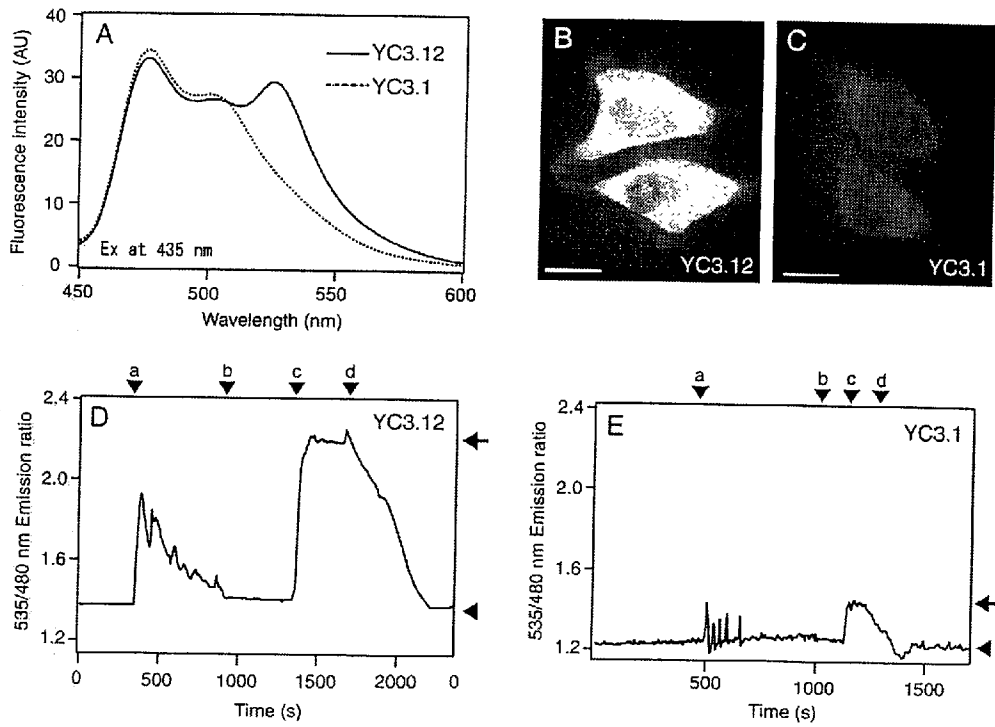 A
YC3.12
YC3.1
Fluorescence intensity (AU)
40
30
20
10
0
Ex at 435 nm
450
500
550
600
Wavelength (nm)
B
YC3.12
C
YC3.1
a
b
c
d
D
YC3.12
535/480 nm Emission ratio
2.4
2.0
1.6
1.2
0
500
1000
1500
2000
0
Time (s)
a
b
c
d
E
YC3.1
535/480 nm Emission ratio
2.4
2.0
1.6
1.2
500
1000
1500
Time (s)